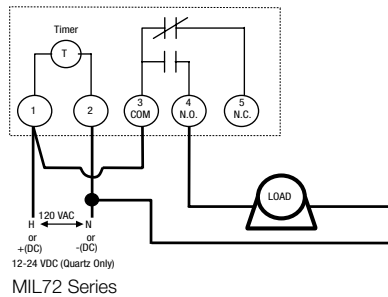 Timer
T
1
2
3
COM
4
N.O.
5
N.C.
LOAD
H
120 VAC
N
or
+(DC)
or
-(DC)
12-24 VDC (Quartz Only)
MIL72 Series